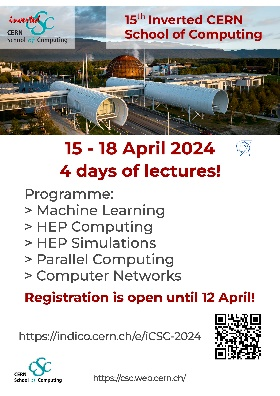 inverted
CSC
CERN
School of Computing
15th Inverted CERN
School of Computing
15 - 18 April 2024
4 days of lectures!
Programme:
> Machine Learning
> HEP Computing
> HEP Simulations
> Parallel Computing
> Computer Networks
Registration is open until 12 April!
https://indico.cern.ch/e/iCSC-2024
CSC
CERN
School of Computing
https://csc.web.cern.ch/